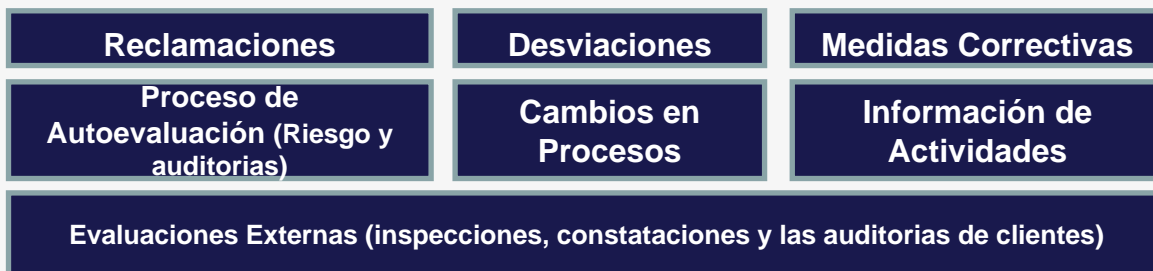 Reclamaciones
Desviaciones
Medidas Correctivas
Proceso de
Autoevaluación (Riesgo y
auditorias)
Cambios en
Procesos
Información de
Actividades
Evaluaciones Externas (inspecciones, constataciones y las auditorias de clientes)